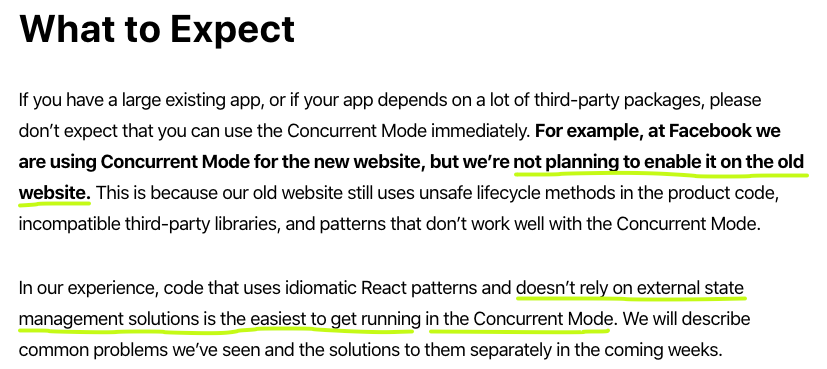 What to Expect
If you have a large existing app, or if your app depends on a lot of third-party packages, please
don’t expect that you can use the Concurrent Mode immediately. For example, at Facebook we
are using Concurrent Mode for the new website, but we’re not planning to enable it on the old
website. This is because our old website still uses unsafe lifecycle methods in the product code,
incompatible third-party libraries, and patterns that don’t work well with the Concurrent Mode.
In our experience, code that uses idiomatic React patterns and doesn’t rely on external state
management solutions is the easiest to get running in the Concurrent Mode. We will describe
common problems we’ve seen and the solutions to them separately in the coming weeks.